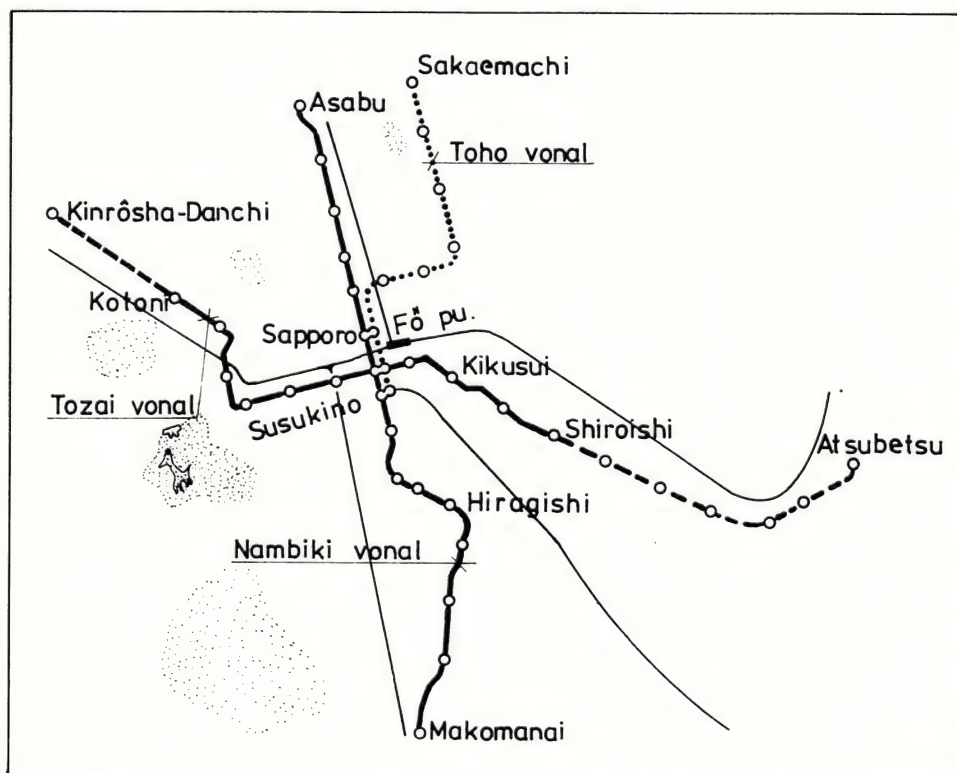 Sakaemachi
Asabu
Toho vonal
Kinrôsha-Danchi
Kotoni
Sapporo
Fő pu.
Kikusui
Tozai vonal
Susukino
Shiroishi
Atsubetsu
Hiragishi
Nambiki vonal
Makomanai